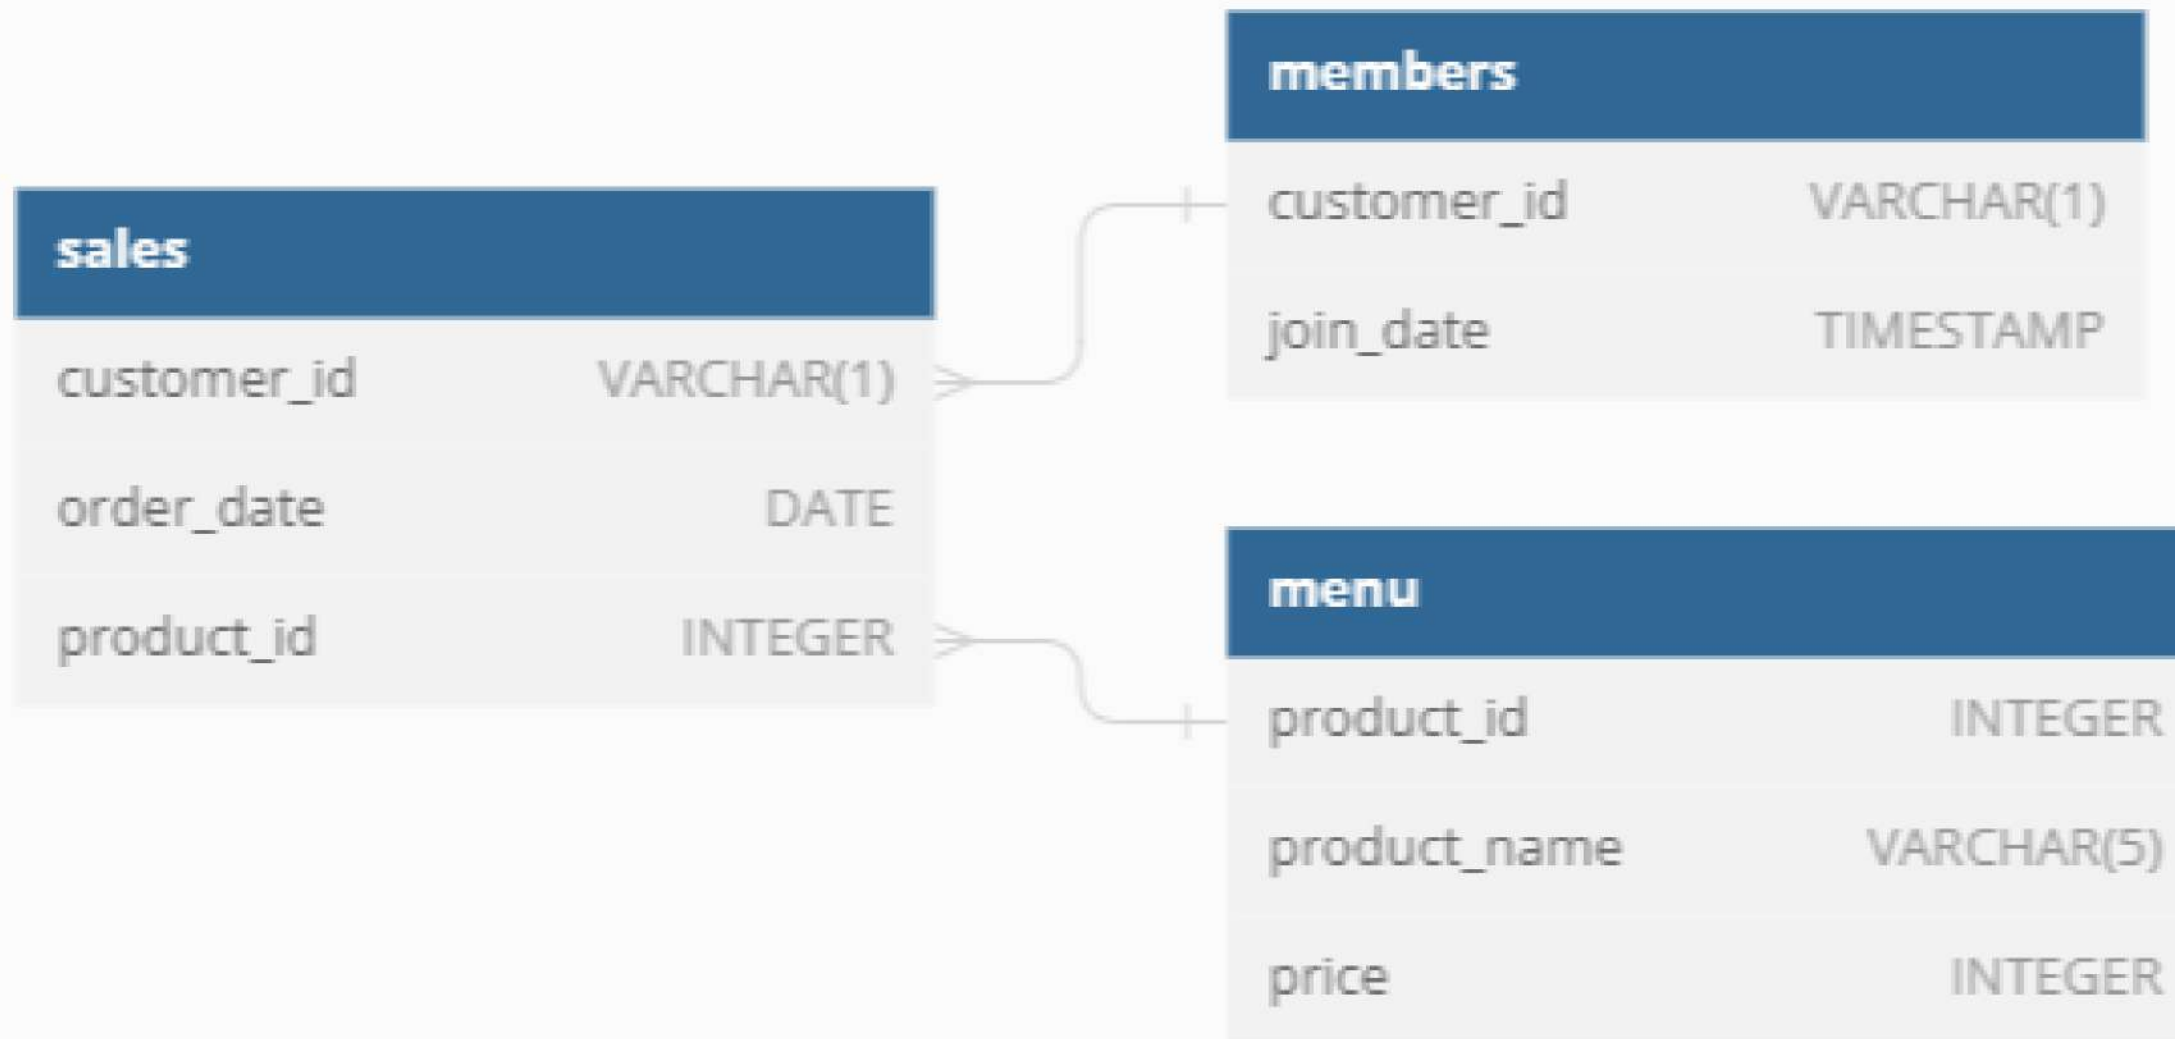 sales
customer_id VARCHAR(1)
order_date DATE
product_id INTEGER
members
customer_id VARCHAR(1)
join_date TIMESTAMP
menu
product_id INTEGER
product_name VARCHAR(5)
price INTEGER